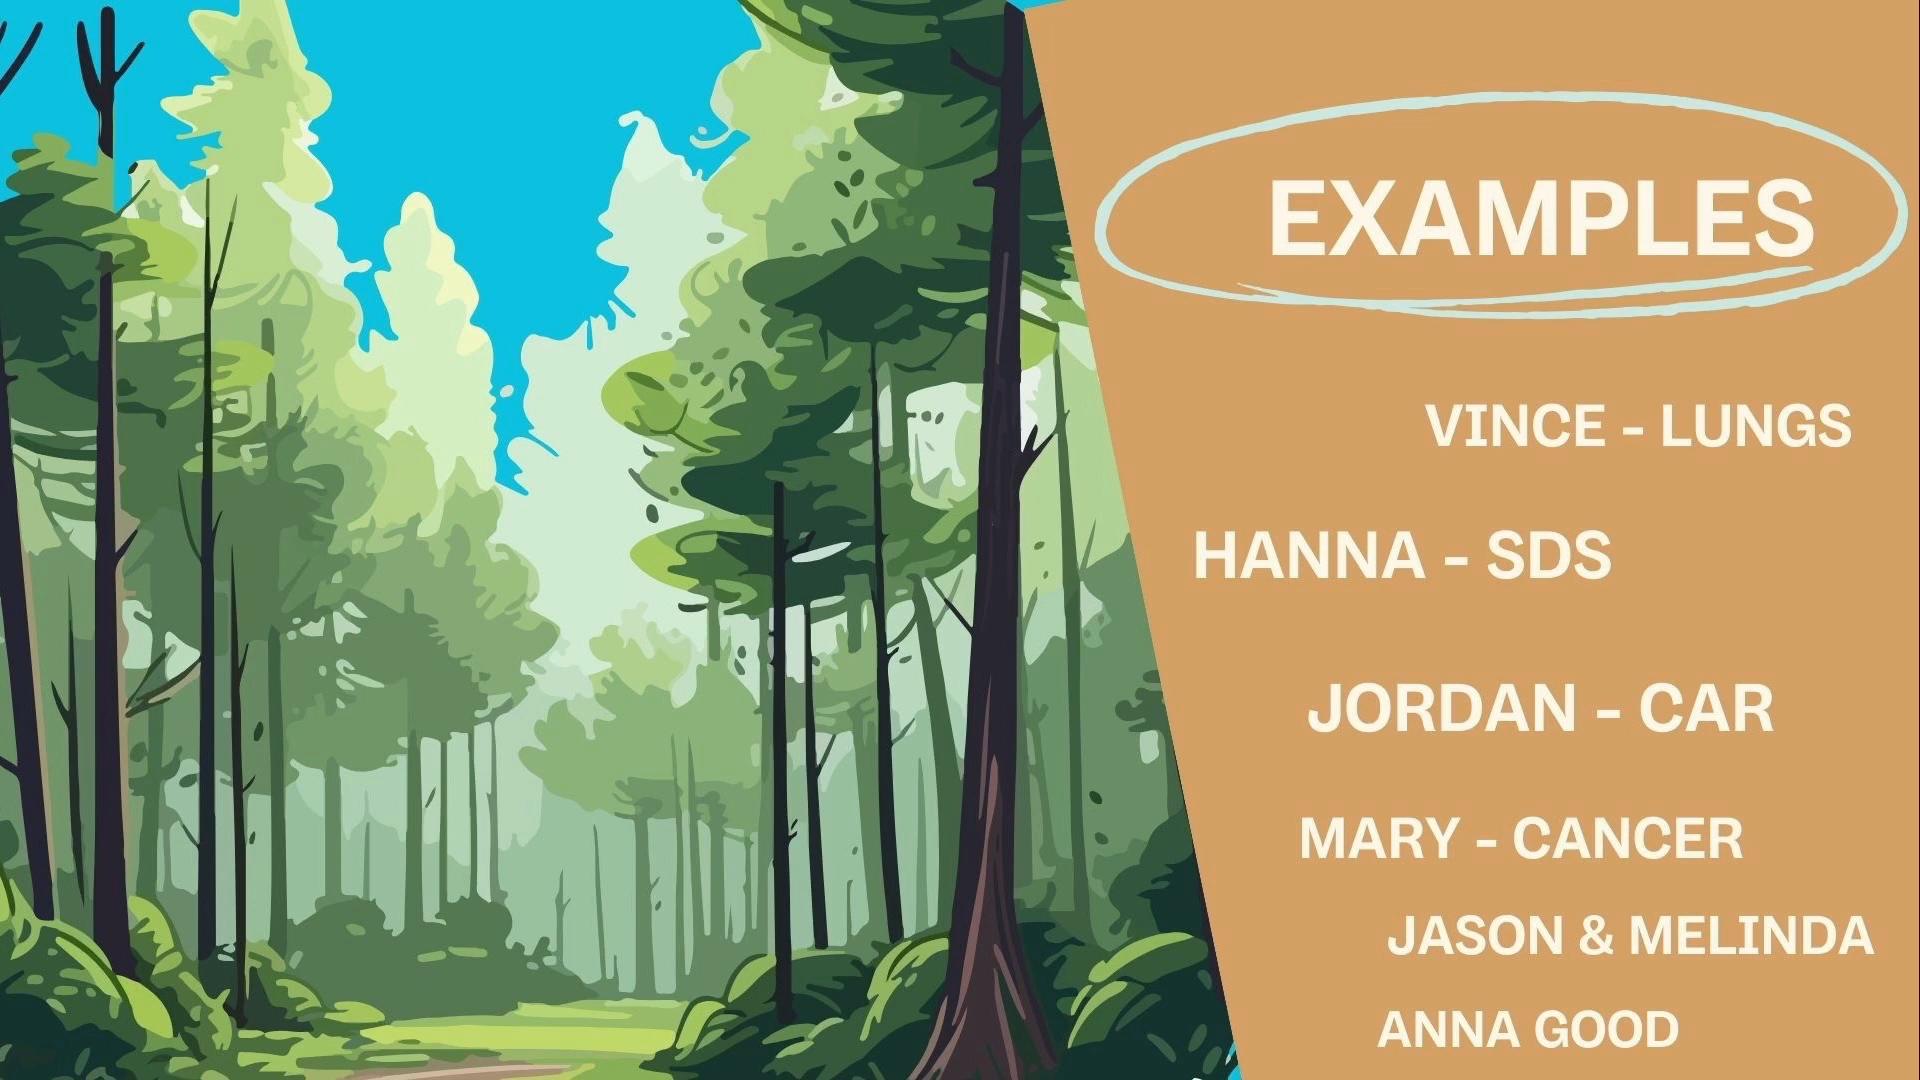 EXAMPLES
VINCE - LUNGS
HANNA - SDS
JORDAN - CAR
MARY - CANCER
JASON & MELINDA
ANNA GOOD